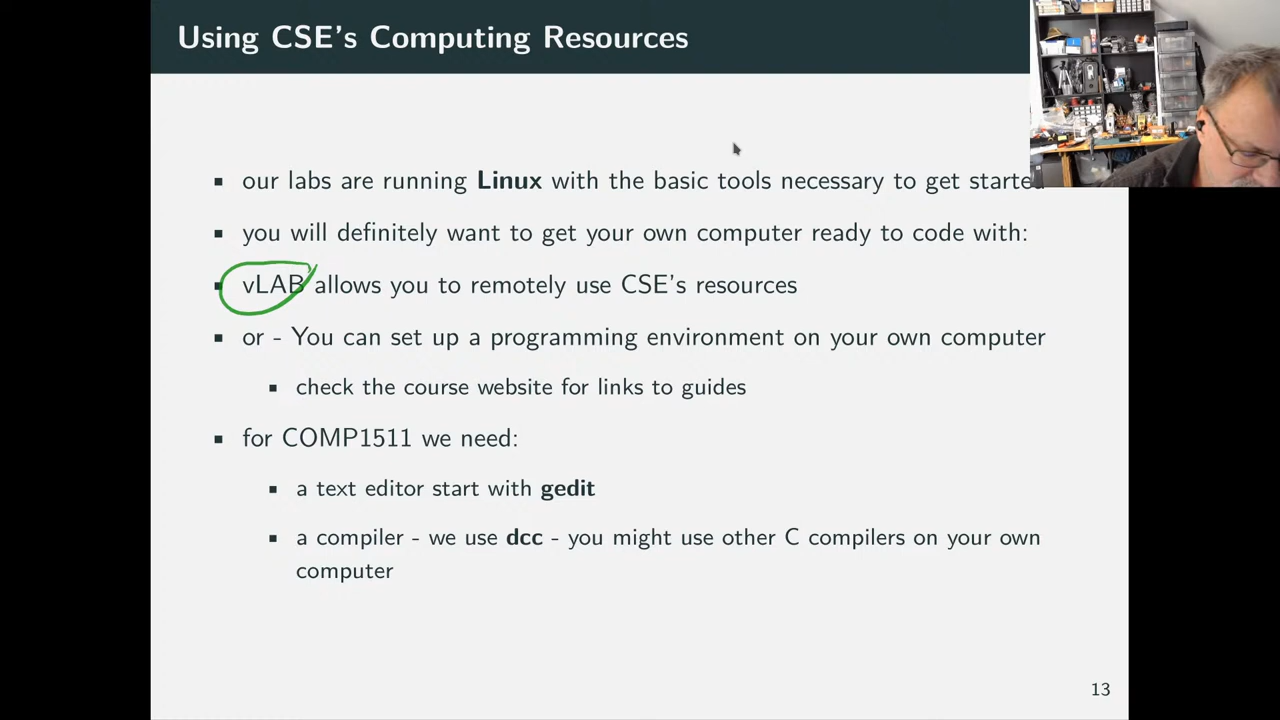 Using CSE's Computing Resources
▪ our labs are running Linux with the basic tools necessary to get started
▪ you will definitely want to get your own computer ready to code with:
▪ vLAB allows you to remotely use CSE's resources
▪ or - You can set up a programming environment on your own computer
▪ check the course website for links to guides
▪ for COMP1511 we need:
▪ a text editor start with gedit
▪ a compiler - we use dcc - you might use other C compilers on your own
computer
13